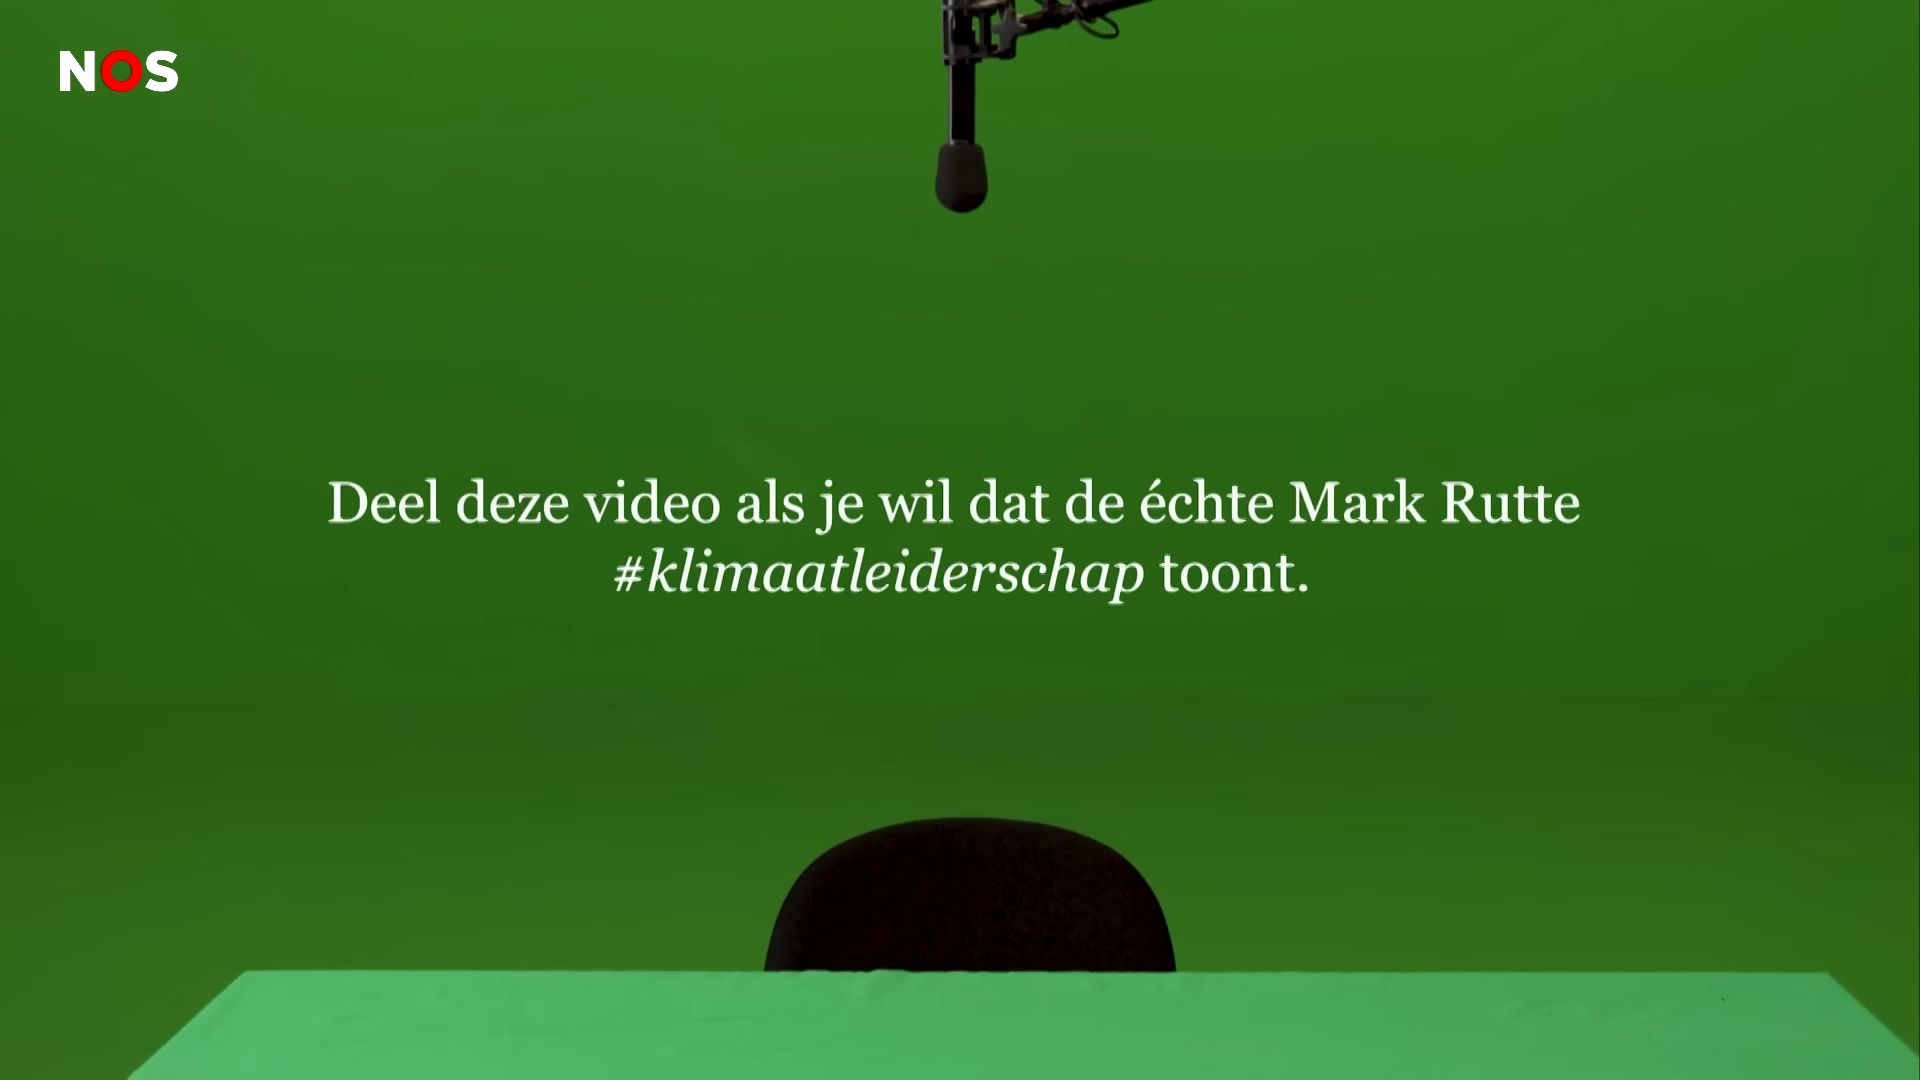 NOS
Deel deze video als je wil dat de échte Mark Rutte
#klimaatleiderschap toont.